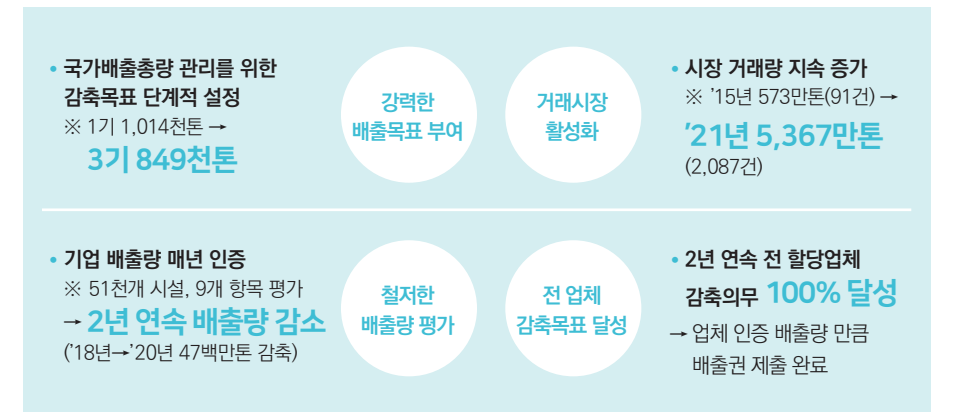 • 국가배출총량 관리를 위한
감축목표 단계적 설정
※ 1기 1,014천톤 →
3기 849천톤
강력한
배출목표 부여
거래시장
활성화
• 시장 거래량 지속 증가
※ ’15년 573만톤(91건) →
’21년 5,367만톤
(2,087건)
• 기업 배출량 매년 인증
※ 51천개 시설, 9개 항목 평가
→ 2년 연속 배출량 감소
(’18년→’20년 47백만톤 감축)
철저한
배출량 평가
전 업체
감축목표 달성
• 2년 연속 전 할당업체
감축의무 100% 달성
→ 업체 인증 배출량 만큼
배출권 제출 완료